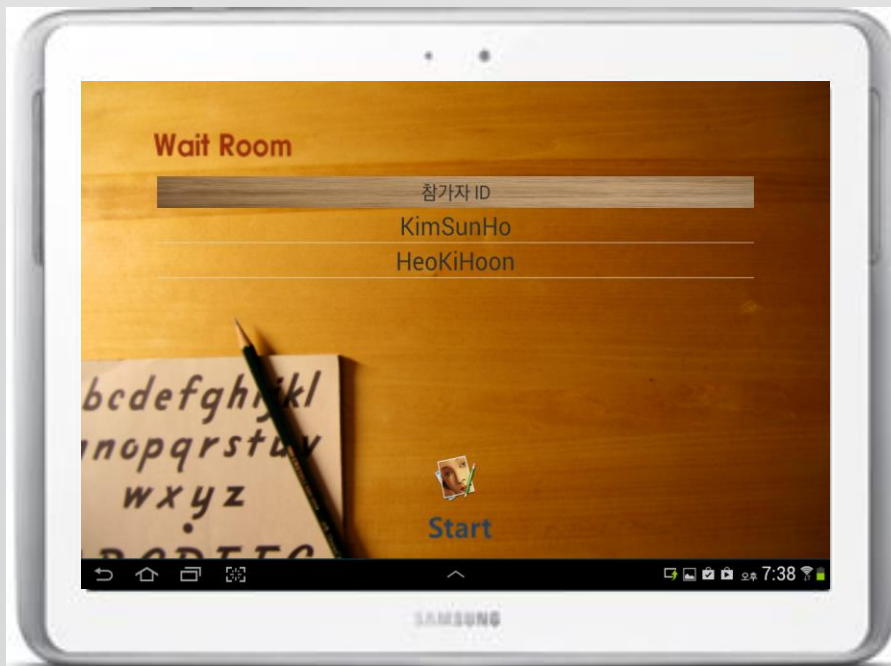 Wait Room
참가자 ID
KimSunHo
HeoKiHoon
bcdefghijkl
nopqrstuv
wxyz
Start
오후 7:38
SAMSUNG